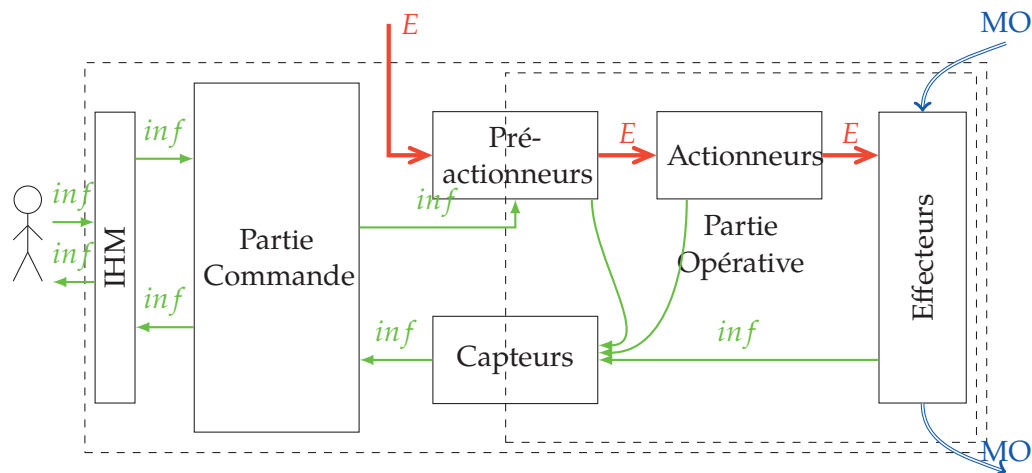 MO
E
inf
Pré-
actionneurs
E
Actionneurs
E
inf
inf
inf
IHM
Partie
Commande
Partie
Opérative
Effecteurs
inf
inf
Capteurs
inf
inf
MO